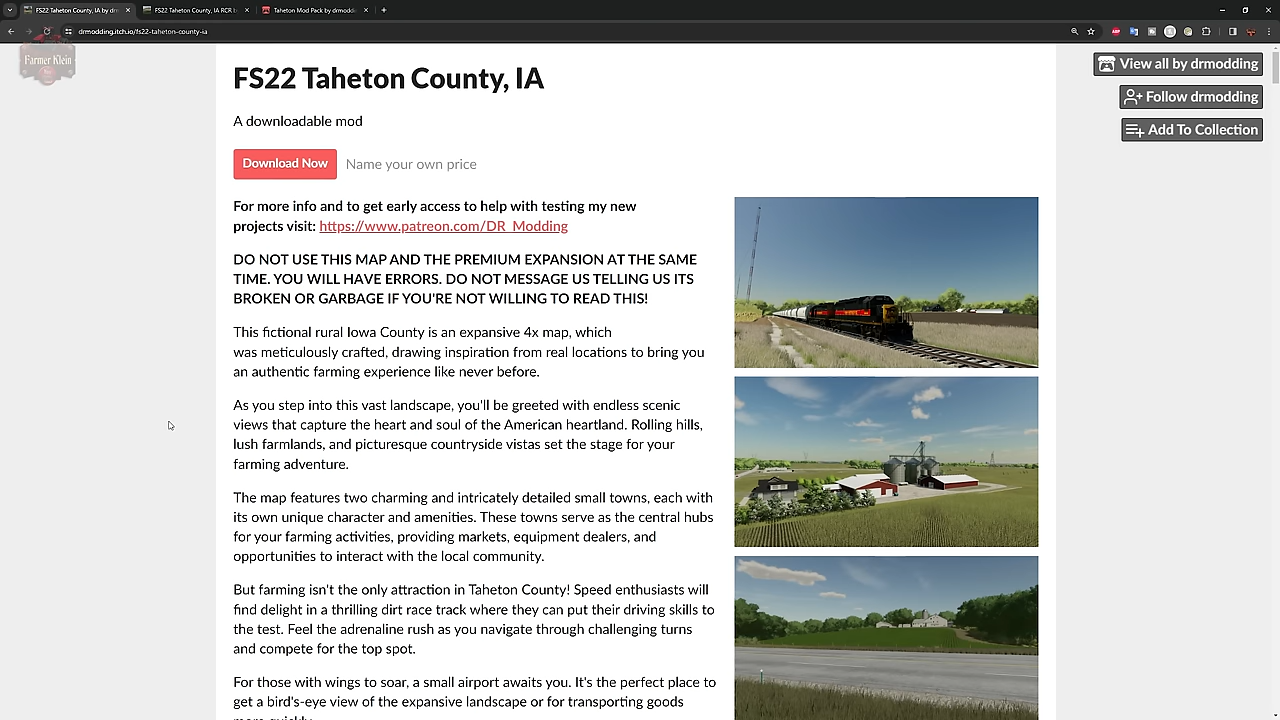 FS22 Taheton County, IA by dr
FS22 Taheton County, IA RCR b
Taheton Mod Pack by drmoddi
drmodding.itch.io/fs22-taheton-county-ia
Farmer Klein
View all by drmodding
Follow drmodding
Add To Collection
FS22 Taheton County, IA
A downloadable mod
Download Now
Name your own price
For more info and to get early access to help with testing my new
projects visit: https://www.patreon.com/DR_Modding
DO NOT USE THIS MAP AND THE PREMIUM EXPANSION AT THE SAME
TIME. YOU WILL HAVE ERRORS. DO NOT MESSAGE US TELLING US ITS
BROKEN OR GARBAGE IF YOU'RE NOT WILLING TO READ THIS!
This fictional rural Iowa County is an expansive 4x map, which
was meticulously crafted, drawing inspiration from real locations to bring you
an authentic farming experience like never before.
As you step into this vast landscape, you'll be greeted with endless scenic
views that capture the heart and soul of the American heartland. Rolling hills,
lush farmlands, and picturesque countryside vistas set the stage for your
farming adventure.
The map features two charming and intricately detailed small towns, each with
its own unique character and amenities. These towns serve as the central hubs
for your farming activities, providing markets, equipment dealers, and
opportunities to interact with the local community.
But farming isn't the only attraction in Taheton County! Speed enthusiasts will
find delight in a thrilling dirt race track where they can put their driving skills to
the test. Feel the adrenaline rush as you navigate through challenging turns
and compete for the top spot.
For those with wings to soar, a small airport awaits you. It's the perfect place to
get a bird's-eye view of the expansive landscape or for transporting goods
more quickly.